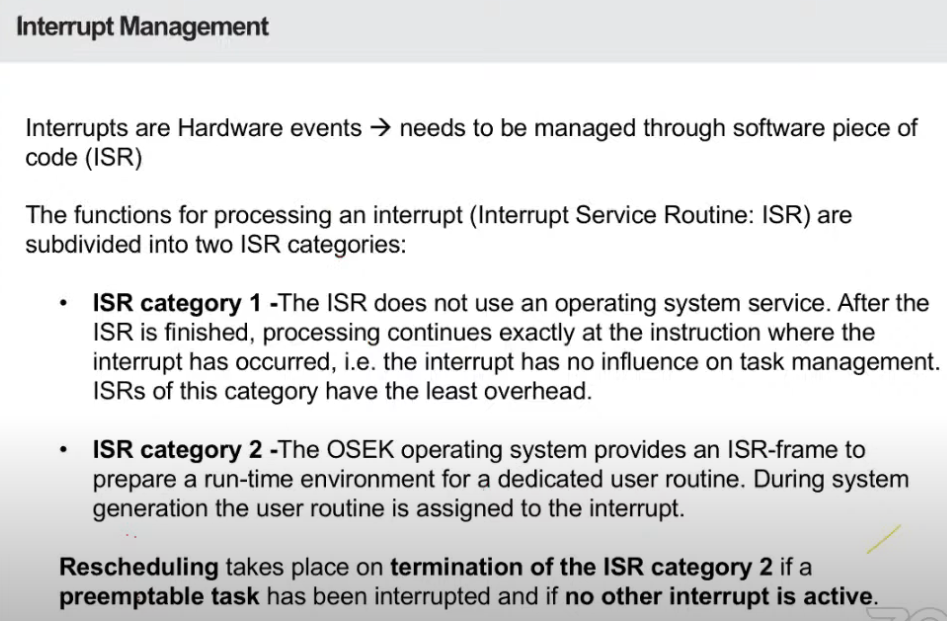 Interrupt Management
Interrupts are Hardware events → needs to be managed through software piece of
code (ISR)
The functions for processing an interrupt (Interrupt Service Routine: ISR) are
subdivided into two ISR categories:
• ISR category 1 -The ISR does not use an operating system service. After the
ISR is finished, processing continues exactly at the instruction where the
interrupt has occurred, i.e. the interrupt has no influence on task management.
ISRs of this category have the least overhead.
• ISR category 2 -The OSEK operating system provides an ISR-frame to
prepare a run-time environment for a dedicated user routine. During system
generation the user routine is assigned to the interrupt.
Rescheduling takes place on termination of the ISR category 2 if a
preemptable task has been interrupted and if no other interrupt is active.